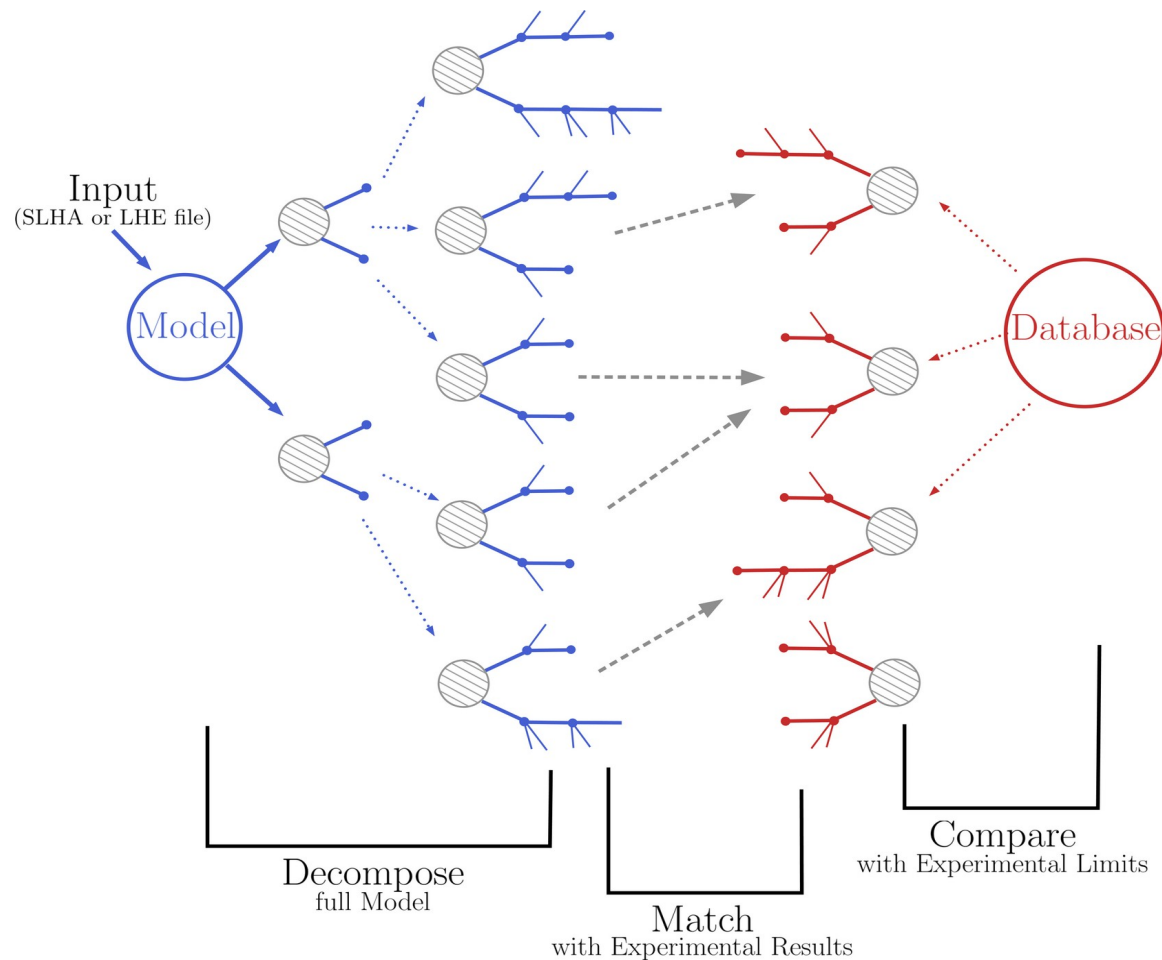 Input
(SLHA or LHE file)
Model
Database
Decompose
full Model
Match
with Experimental Results
Compare
with Experimental Limits